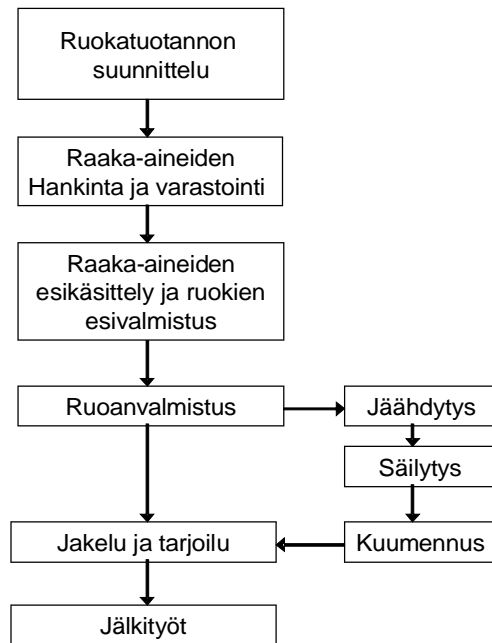 Ruokatuotannon
suunnittelu
Raaka-aineiden
Hankinta ja varastointi
Raaka-aineiden
esikäsittely ja ruokien
esivalmistus
Ruoanvalmistus
Jäähdytys
Säilytys
Kuumennus
Jakelu ja tarjoilu
Jälkityöt